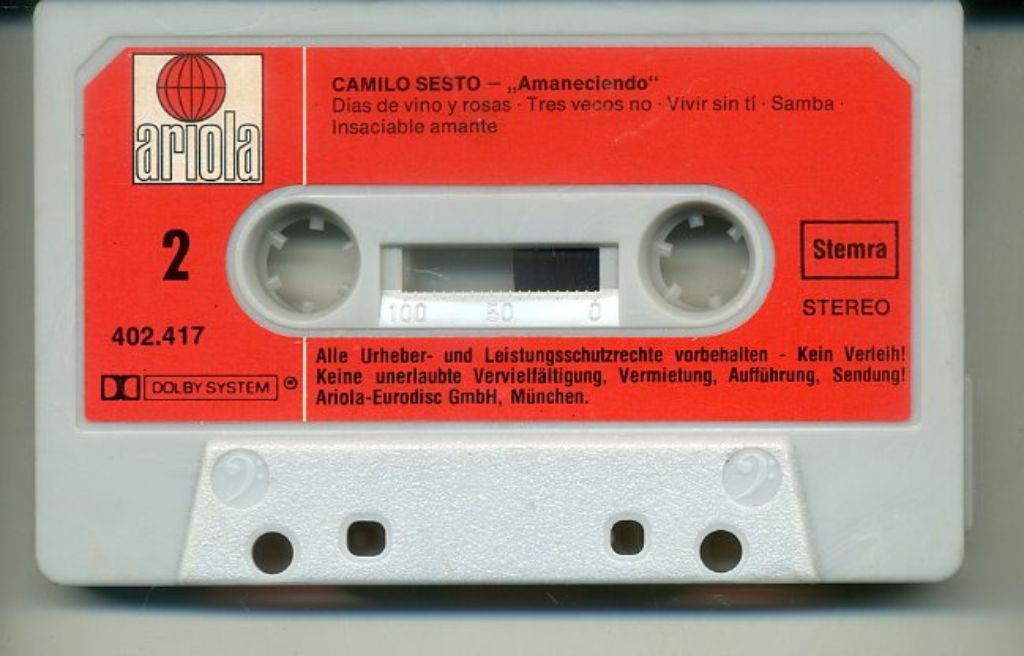 ariola
CAMILO SESTO – „Amaneciendo“
Dias de vino y rosas · Tres vecos no · Vivir sin ti · Samba ·
Insaciable amante
2
Stemra
STEREO
100 50 0
402.417
DOLBY SYSTEM ®
Alle Urheber- und Leistungsschutzrechte vorbehalten - Kein Verleih!
Keine unerlaubte Vervielfältigung, Vermietung, Aufführung, Sendung!
Ariola-Eurodisc GmbH, München.